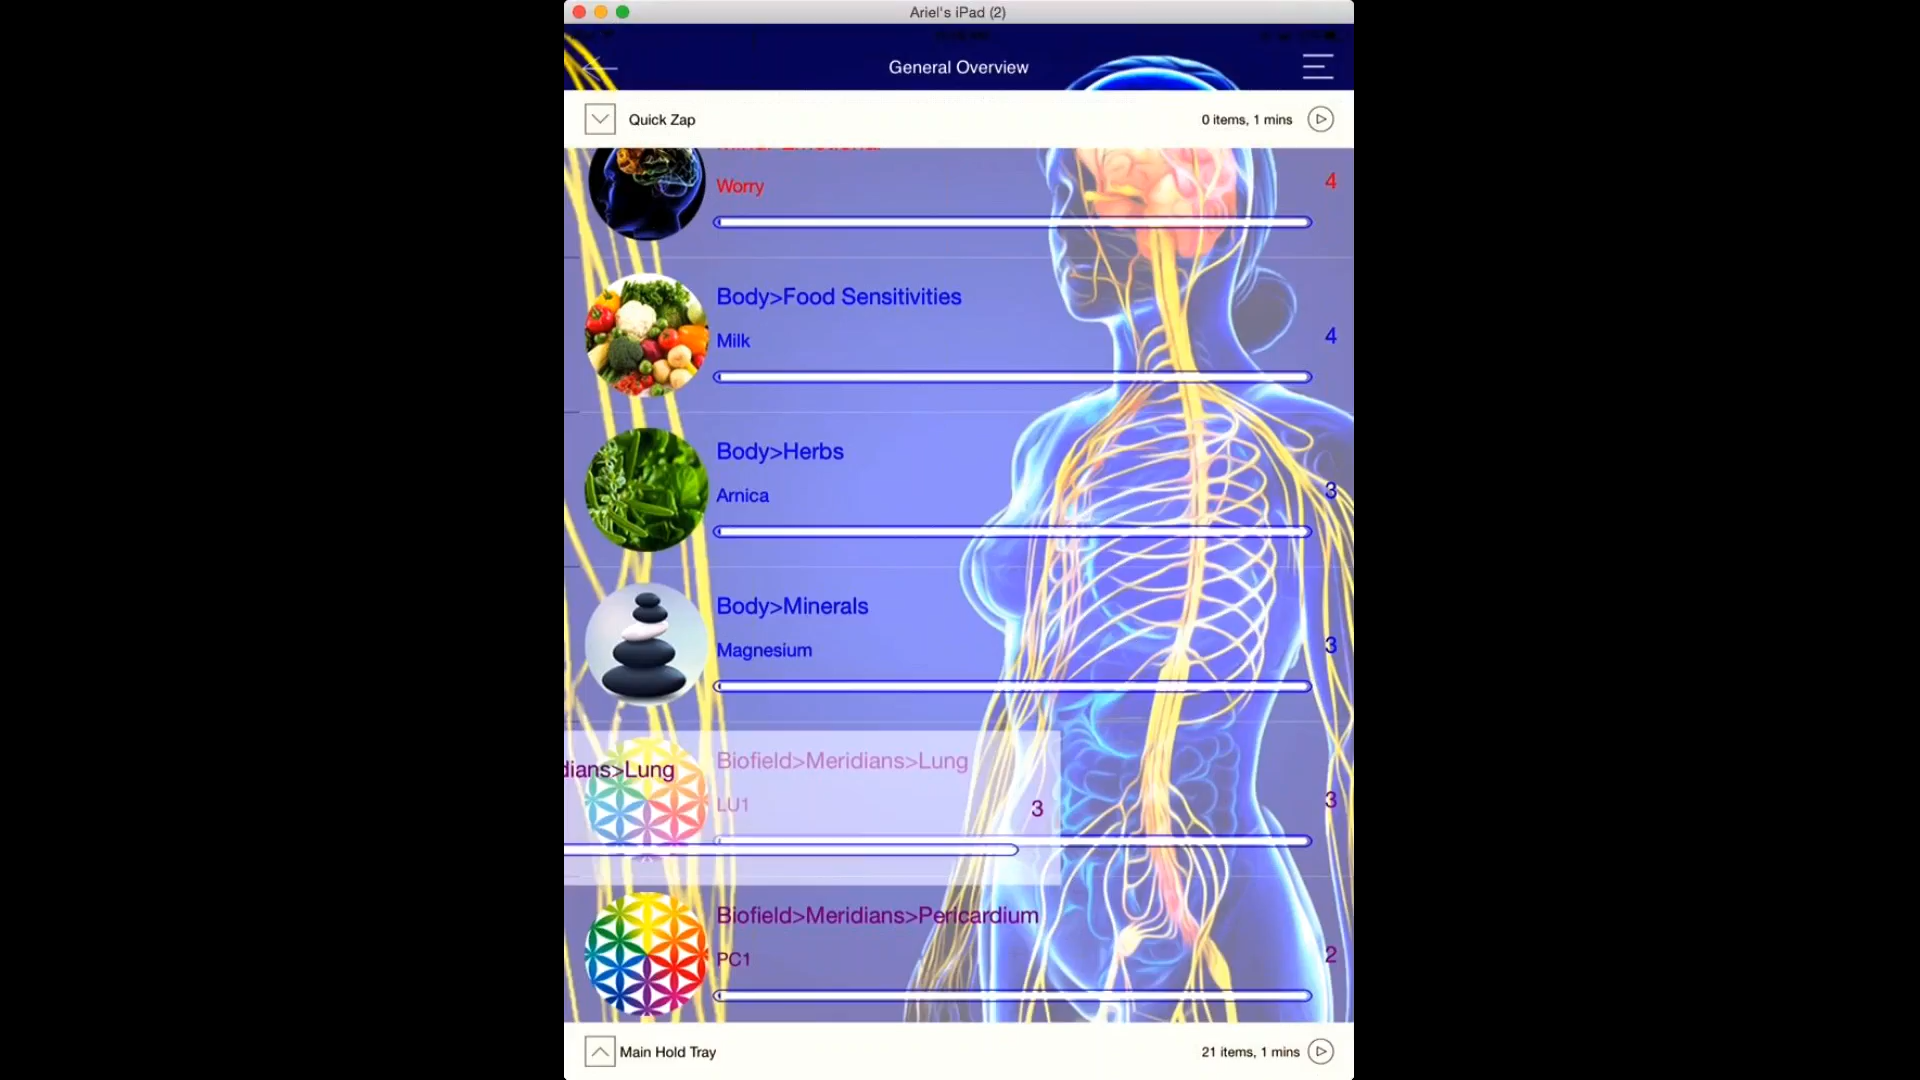 Ariel's iPad (2)
General Overview
Quick Zap
0 items, 1 mins
Worry
4
Body>Food Sensitivities
Milk
4
Body>Herbs
Arnica
3
Body>Minerals
Magnesium
3
Biofield>Meridians>Lung
dians>Lung
LU1
3
3
Biofield>Meridians>Pericardium
PC1
2
Main Hold Tray
21 items, 1 mins